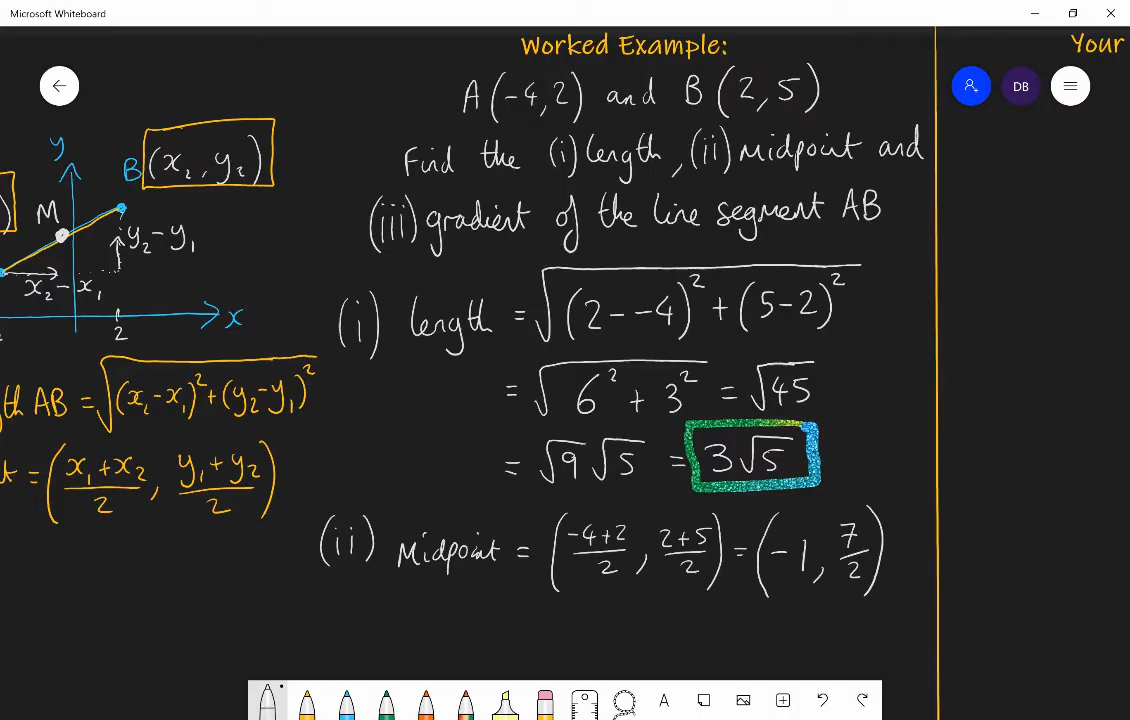 Microsoft Whiteboard
Worked Example:
Your
A(-4,2) and B(2,5)
DB
Find the (i) length, (ii) Midpoint and
(iii) gradient of the line segment AB
y
B (x₂, y₂)
)
M
y₂-y₁
x₂-x₁
x
2
(i) length = √((2--4)²+(5-2)²)
= √(6²+3²) = √45
= √9√5 = 3√5
gth AB = √((x₂-x₁)²+(y₂-y₁)²)
t = ((x₁+x₂)/2, (y₁+y₂)/2)
(ii) Midpoint = ((-4+2)/2, (2+5)/2) = (-1, 7/2)
A